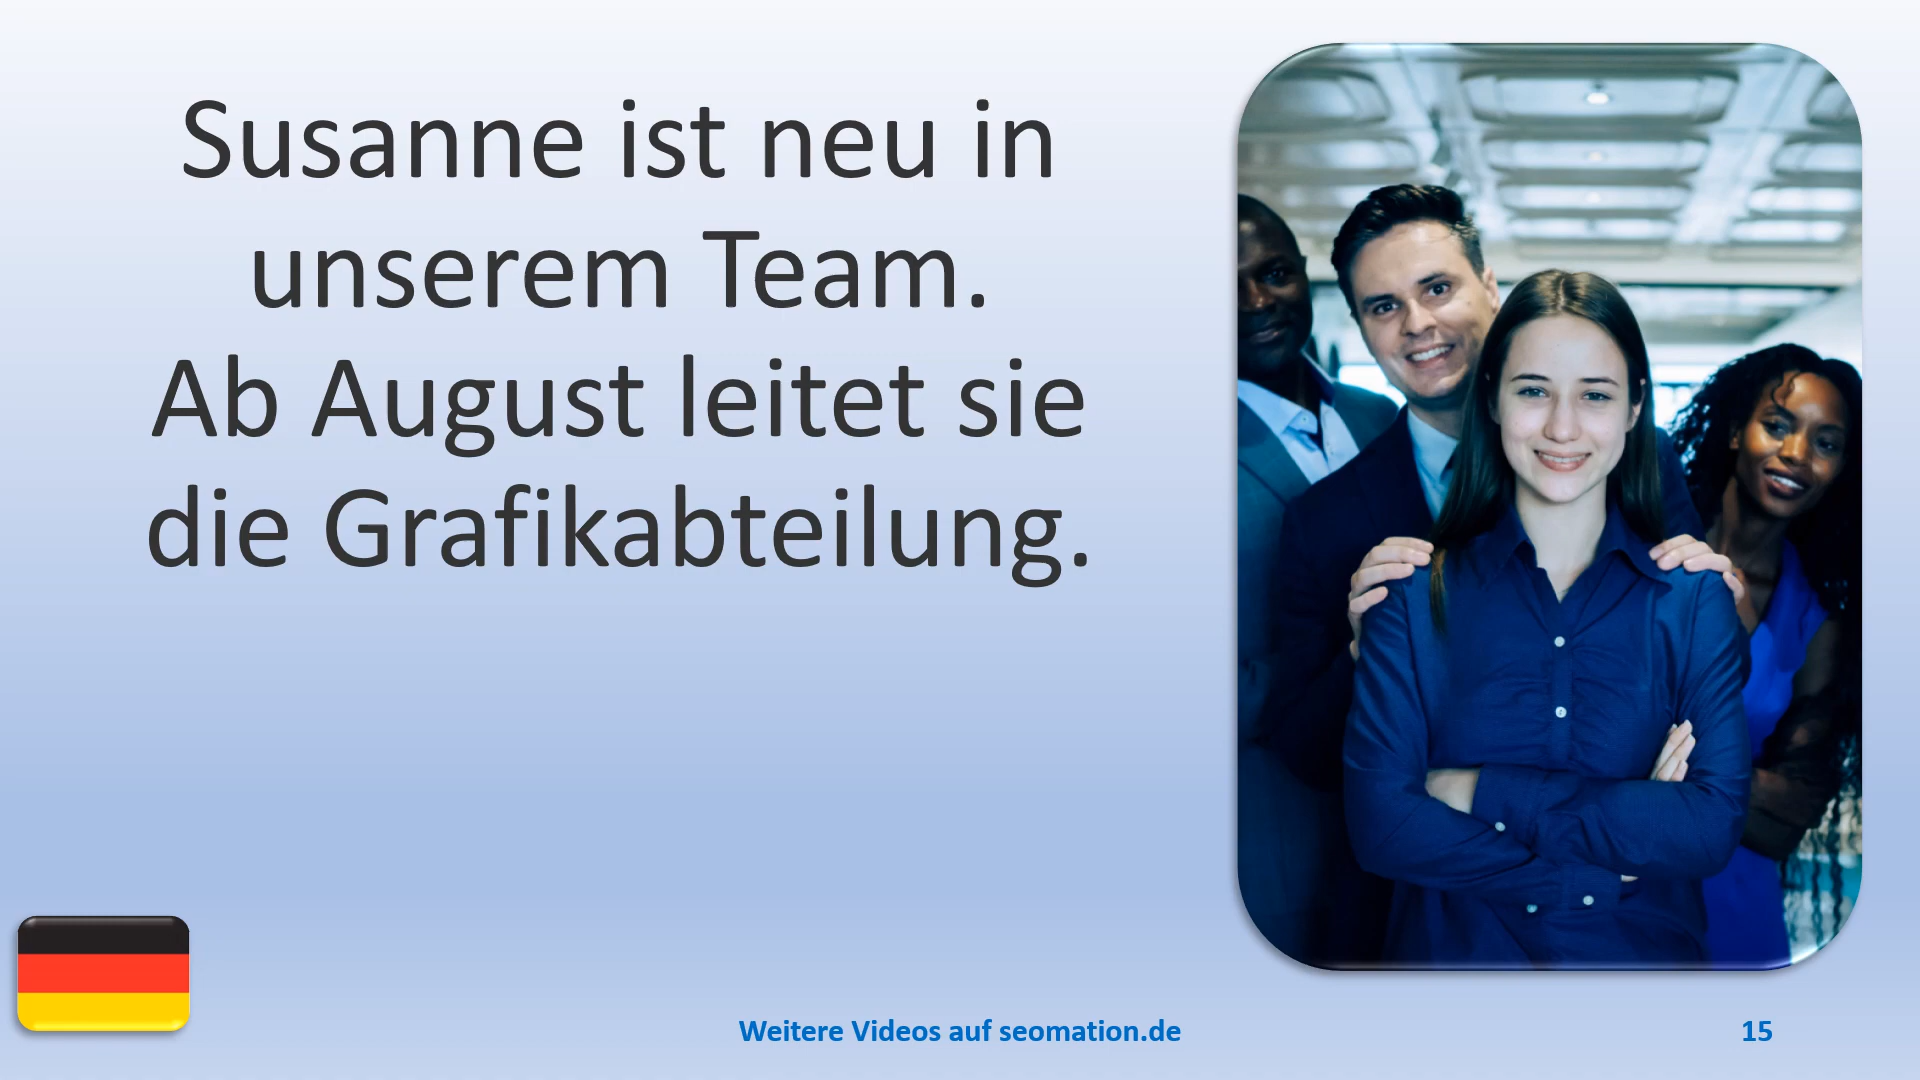 Susanne ist neu in
unserem Team.
Ab August leitet sie
die Grafikabteilung.
Weitere Videos auf seomation.de
15